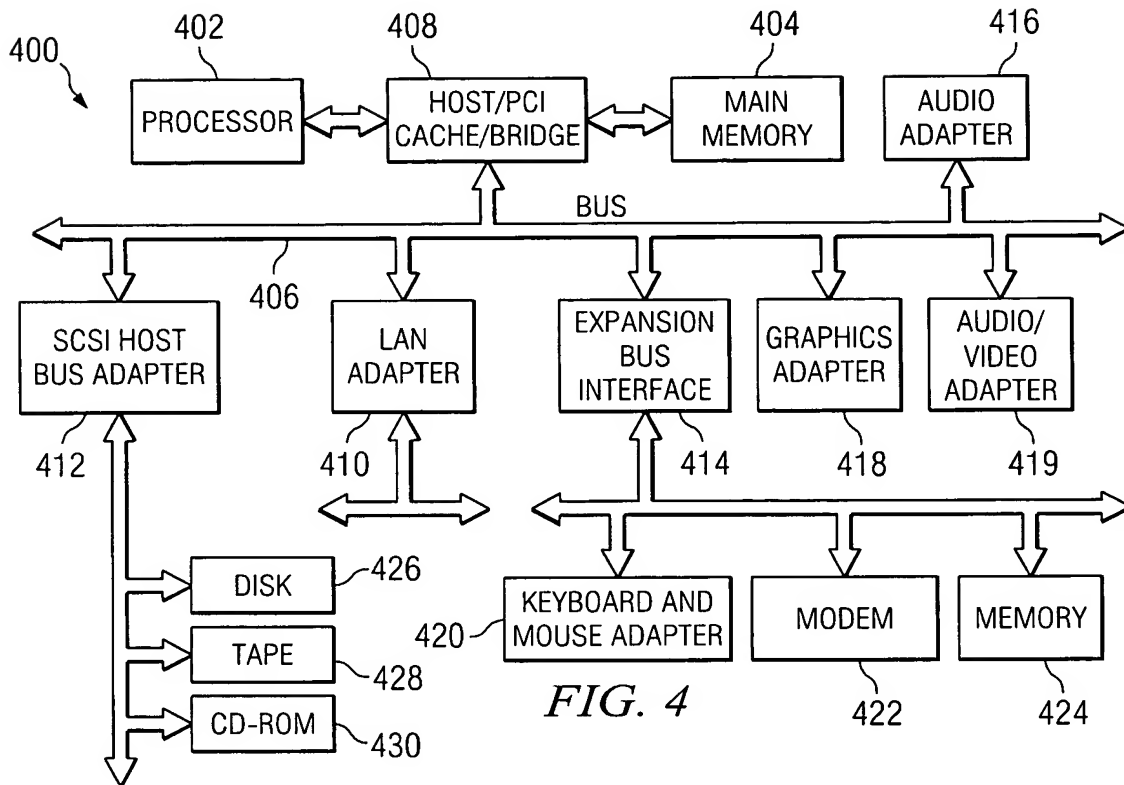 400
402
408
404
416
PROCESSOR
HOST/PCI
CACHE/BRIDGE
MAIN
MEMORY
AUDIO
ADAPTER
BUS
406
SCSI HOST
BUS ADAPTER
LAN
ADAPTER
EXPANSION
BUS
INTERFACE
GRAPHICS
ADAPTER
AUDIO/
VIDEO
ADAPTER
412
410
414
418
419
DISK
426
TAPE
428
CD-ROM
430
420
KEYBOARD AND
MOUSE ADAPTER
MODEM
MEMORY
422
424
FIG. 4